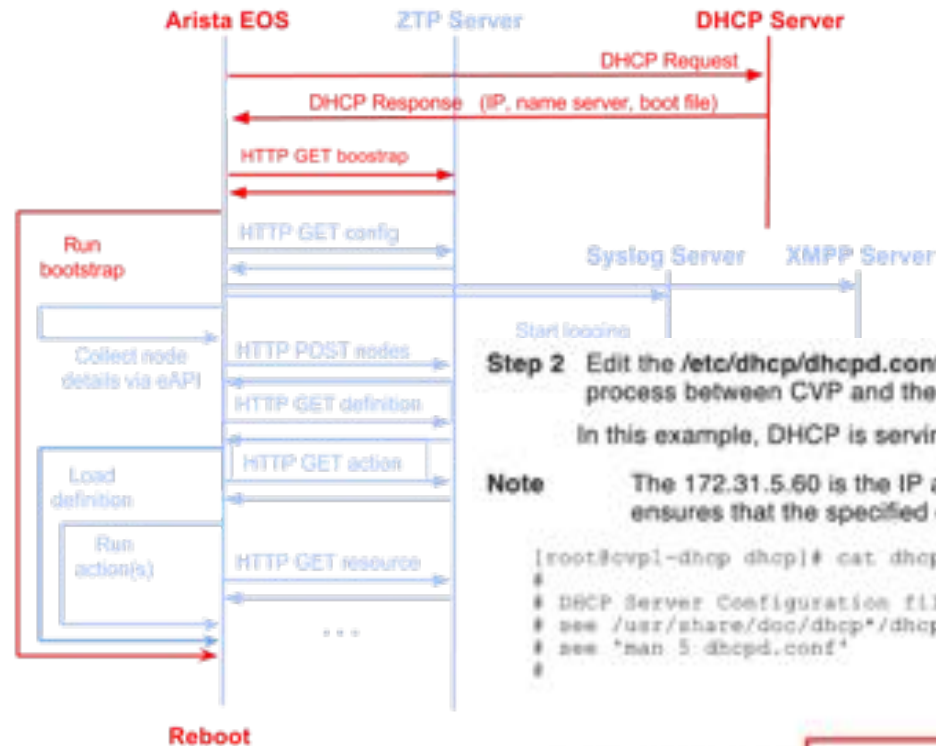 Arista EOS
ZTP Server
DHCP Server
DHCP Request
DHCP Response (IP, name server, boot file)
HTTP GET boostrap
Run
bootstrap
HTTP GET config
Syslog Server
XMPP Server
Start logging
Collect node
details via eAPI
HTTP POST nodes
HTTP GET definition
HTTP GET action
Load
definition
Run
action(s)
HTTP GET resource
...
Reboot
Step 2 Edit the /etc/dhcp/dhcpd.conf
process between CVP and the
In this example, DHCP is servin
Note The 172.31.5.60 is the IP a
ensures that the specified
[root@cvp1-dhcp dhcp]# cat dhcp
#
# DHCP Server Configuration fil
# see /usr/share/doc/dhcp*/dhcp
# see 'man 5 dhcpd.conf'
#